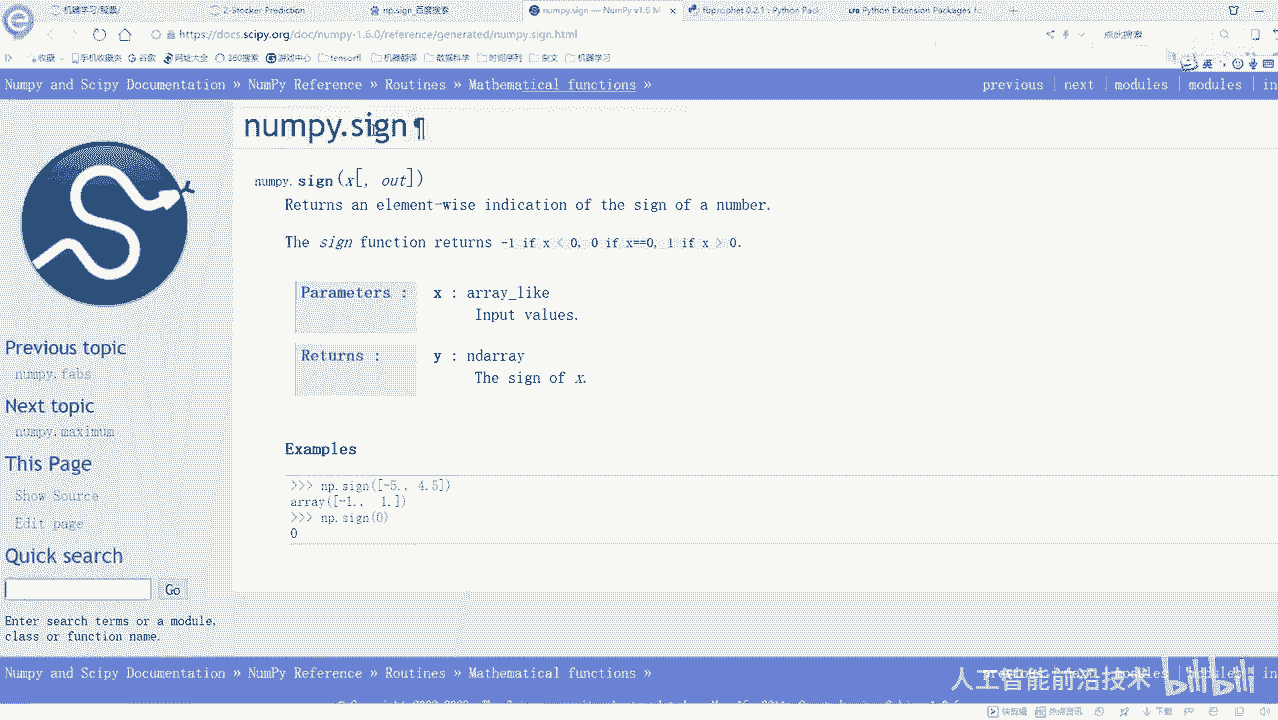 机器学习/股票/
2-Stocker Prediction
np.sign_百度搜索
numpy.sign — NumPy v1.6 M
fbprophet 0.2.1 : Python Pac
Python Extension Packages fo
https://docs.scipy.org/doc/numpy-1.6.0/reference/generated/numpy.sign.html
点此搜索
收藏
手机收藏夹
谷歌
网址大全
360搜索
游戏中心
tensorfl
机器翻译
数据科学
时间序列
杂文
机器学习
英
Numpy and Scipy Documentation » NumPy Reference » Routines » Mathematical functions »
previous
next
modules
modules
in
numpy.sign¶
numpy.sign(x[, out])
Returns an element-wise indication of the sign of a number.
The sign function returns -1 if x < 0, 0 if x==0, 1 if x > 0.
Parameters :
x : array_like
Input values.
Returns :
y : ndarray
The sign of x.
Examples
>>> np.sign([-5., 4.5])
array([-1., 1.])
>>> np.sign(0)
0
Previous topic
numpy.fabs
Next topic
numpy.maximum
This Page
Show Source
Edit page
Quick search
Go
Enter search terms or a module,
class or function name.
Numpy and Scipy Documentation » NumPy Reference » Routines » Mathematical functions »
人工智能前沿技术
bilibili
快剪辑
热点资讯
下载